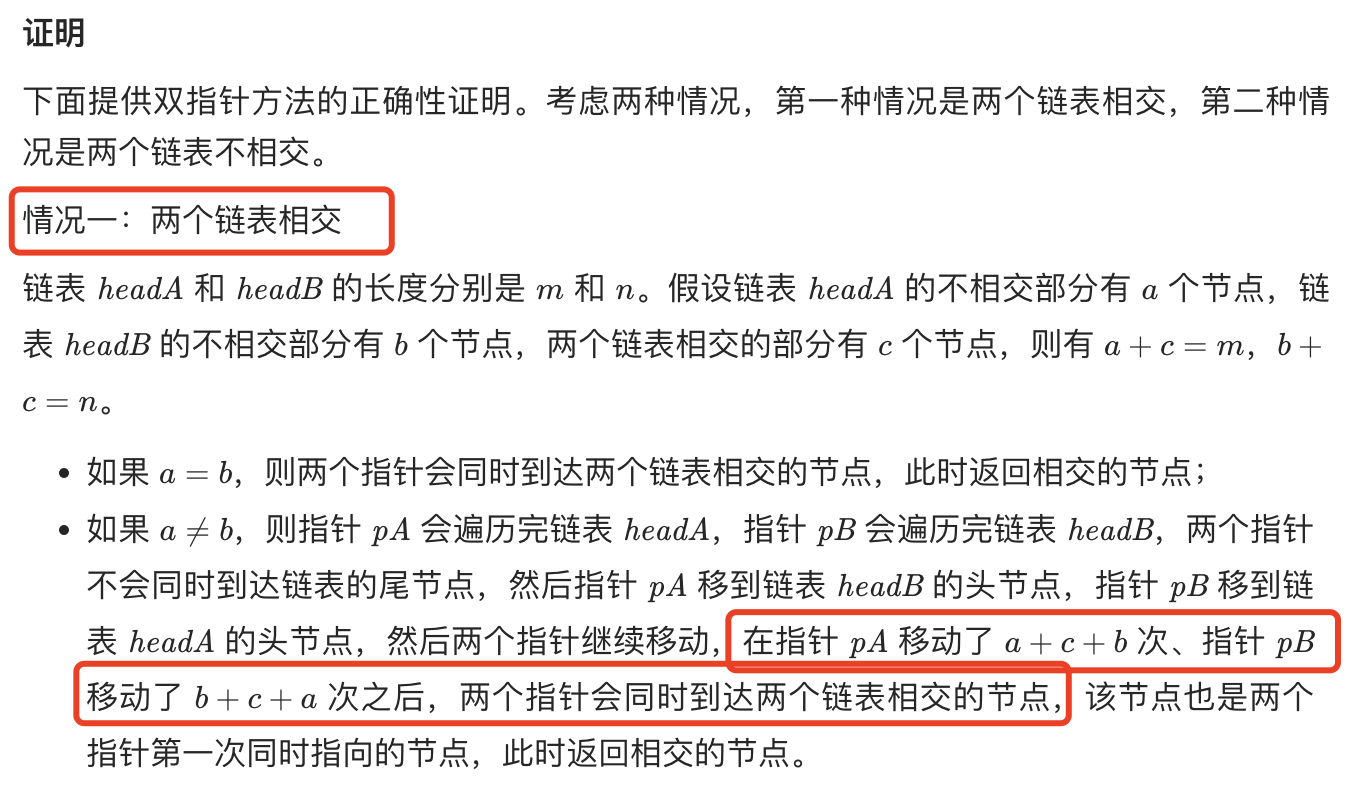 证明
下面提供双指针方法的正确性证明。考虑两种情况，第一种情况是两个链表相交，第二种情
况是两个链表不相交。
情况一：两个链表相交
链表 headA 和 headB 的长度分别是 m 和 n。假设链表 headA 的不相交部分有 a 个节点，链
表 headB 的不相交部分有 b 个节点，两个链表相交的部分有 c 个节点，则有 a + c = m，b +
c = n。
• 如果 a = b，则两个指针会同时到达两个链表相交的节点，此时返回相交的节点；
• 如果 a ≠ b，则指针 pA 会遍历完链表 headA，指针 pB 会遍历完链表 headB，两个指针
不会同时到达链表的尾节点，然后指针 pA 移到链表 headB 的头节点，指针 pB 移到链
表 headA 的头节点，然后两个指针继续移动，在指针 pA 移动了 a + c + b 次、指针 pB
移动了 b + c + a 次之后，两个指针会同时到达两个链表相交的节点，该节点也是两个
指针第一次同时指向的节点，此时返回相交的节点。